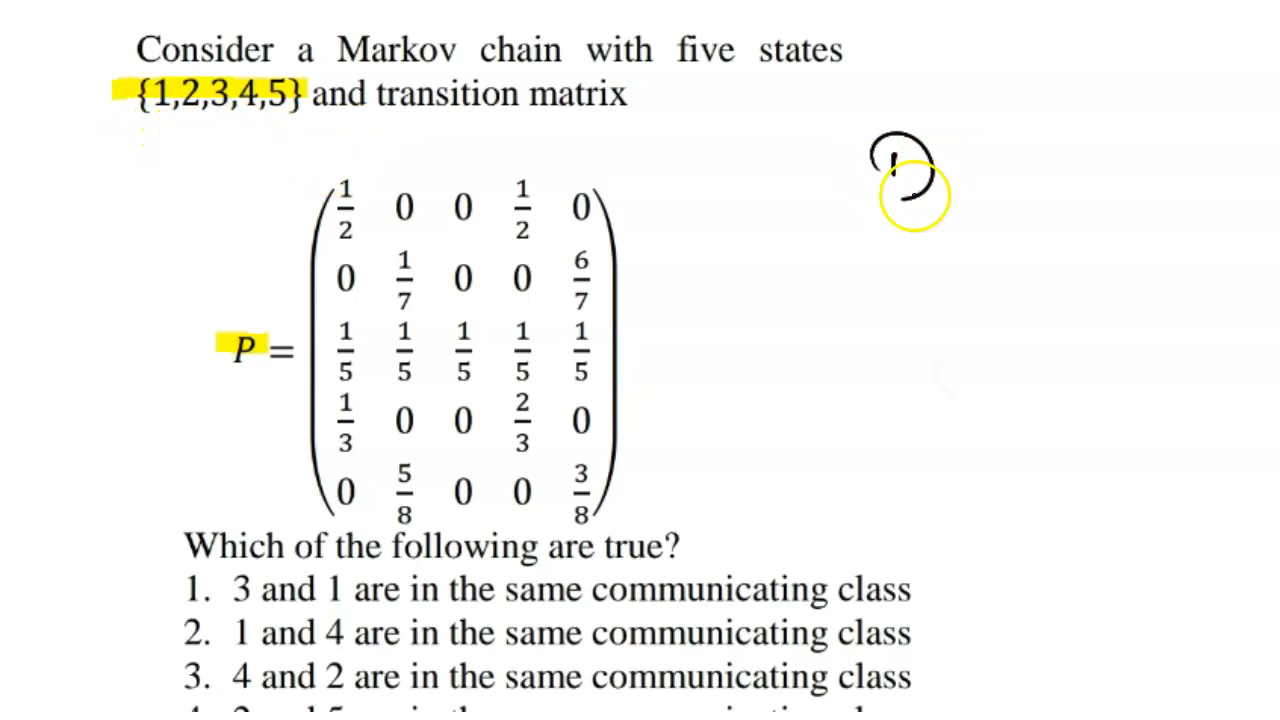 Consider a Markov chain with five states
{1,2,3,4,5} and transition matrix
1
P = ( 1/2 0 0 1/2 0
0 1/7 0 0 6/7
1/5 1/5 1/5 1/5 1/5
1/3 0 0 2/3 0
0 5/8 0 0 3/8 )
Which of the following are true?
1. 3 and 1 are in the same communicating class
2. 1 and 4 are in the same communicating class
3. 4 and 2 are in the same communicating class